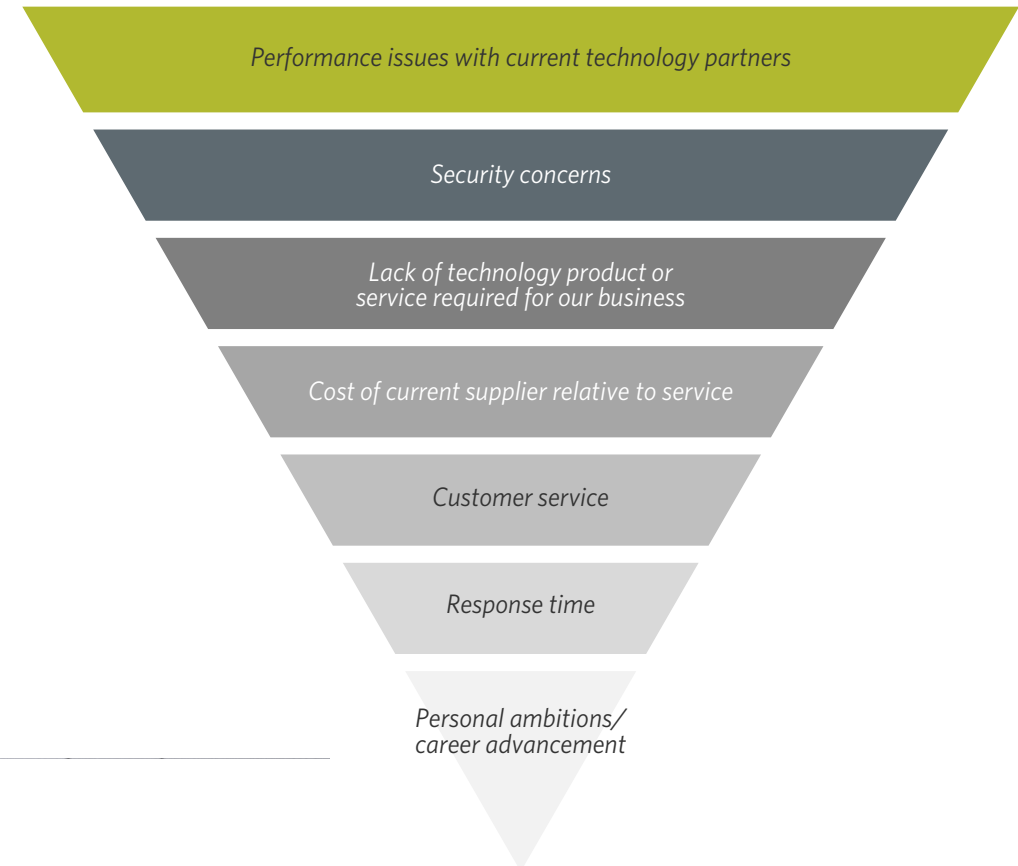 Performance issues with current technology partners
Security concerns
Lack of technology product or
service required for our business
Cost of current supplier relative to service
Customer service
Response time
Personal ambitions/
career advancement